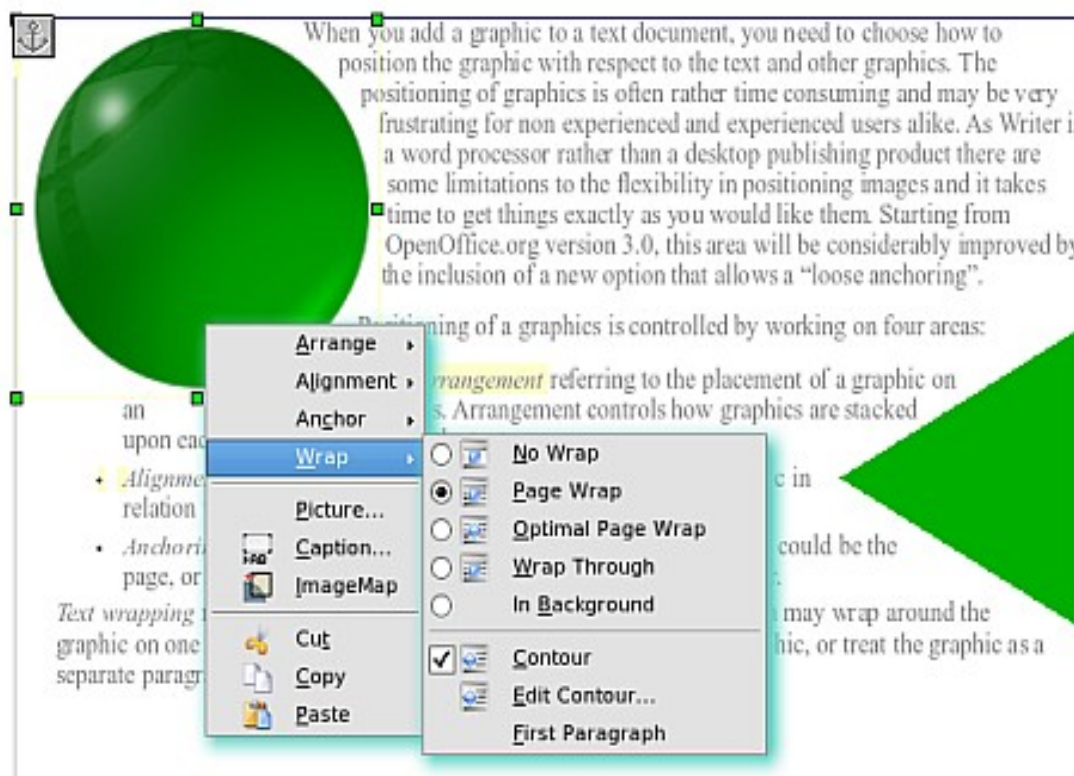 When you add a graphic to a text document, you need to choose how to
position the graphic with respect to the text and other graphics. The
positioning of graphics is often rather time consuming and may be very
frustrating for non experienced and experienced users alike. As Writer
a word processor rather than a desktop publishing product there are
some limitations to the flexibility in positioning images and it takes
time to get things exactly as you would like them. Starting from
OpenOffice.org version 3.0, this area will be considerably improved by
the inclusion of a new option that allows a “loose anchoring”.
of a graphics is controlled by working on four areas:
referring to the placement of a graphic on
an
Arrangement controls how graphics are stacked
upon
in
relation
could be the
page, or
Text wrapping
may wrap around the
graphic on one
or treat the graphic as a
separate
Arrange
Alignment
Anchor
Wrap
Picture...
Caption...
ImageMap
Cut
Copy
Paste
No Wrap
Page Wrap
Optimal Page Wrap
Wrap Through
In Background
Contour
Edit Contour...
First Paragraph